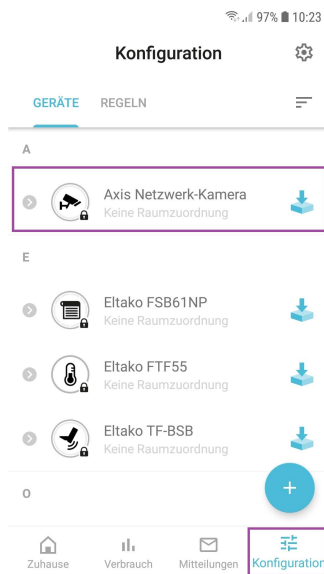 97% 10:23
Konfiguration
GERÄTE REGELN
A
Axis Netzwerk-Kamera
Keine Raumzuordnung
E
Eltako FSB61NP
Keine Raumzuordnung
Eltako FTF55
Keine Raumzuordnung
Eltako TF-BSB
Keine Raumzuordnung
O
Zuhause Verbrauch Mitteilungen Konfiguration